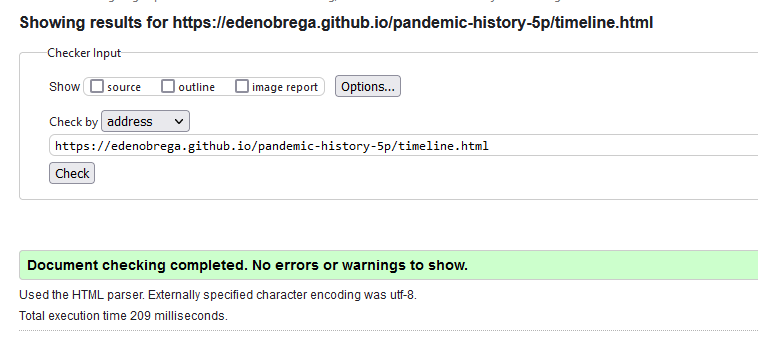 Showing results for https://edenobrega.github.io/pandemic-history-5p/timeline.html
Checker Input
Show source outline image report Options...
Check by address
https://edenobrega.github.io/pandemic-history-5p/timeline.html
Check
Document checking completed. No errors or warnings to show.
Used the HTML parser. Externally specified character encoding was utf-8.
Total execution time 209 milliseconds.